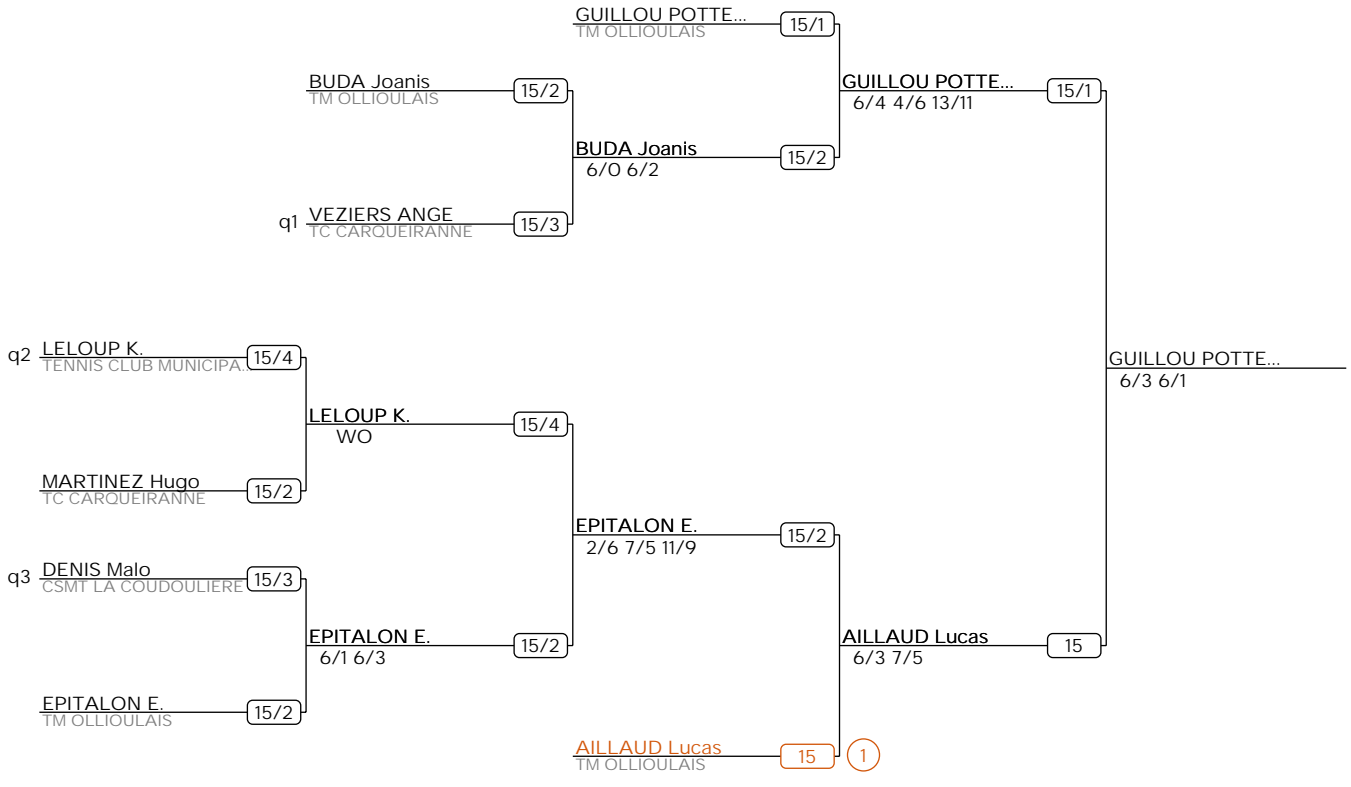 GUILLOU POTTE...
TM OLLIOULAIS
15/1
BUDA Joanis
TM OLLIOULAIS
15/2
GUILLOU POTTE...
6/4 4/6 13/11
15/1
BUDA Joanis
6/0 6/2
15/2
q1 VEZIERS ANGE
TC CARQUEIRANNE
15/3
q2 LELOUP K.
TENNIS CLUB MUNICIPA...
15/4
GUILLOU POTTE...
6/3 6/1
LELOUP K.
WO
15/4
MARTINEZ Hugo
TC CARQUEIRANNE
15/2
EPITALON E.
2/6 7/5 11/9
15/2
q3 DENIS Malo
CSMT LA COUDOULIERE
15/3
EPITALON E.
6/1 6/3
15/2
AILLAUD Lucas
6/3 7/5
15
EPITALON E.
TM OLLIOULAIS
15/2
AILLAUD Lucas
TM OLLIOULAIS
15
1